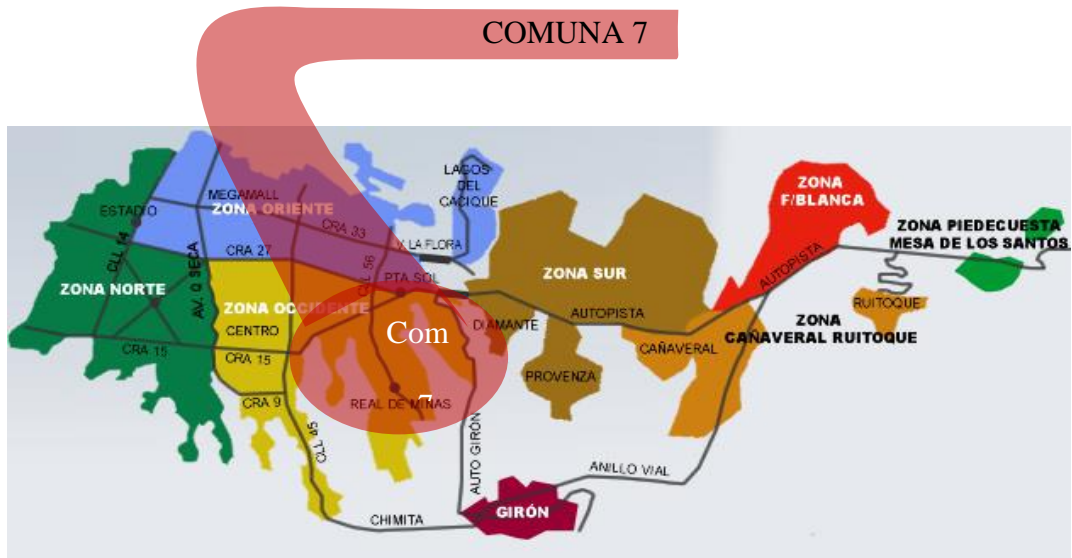 COMUNA 7
LAGOS
DEL
CACIQUE
ZONA
F/BLANCA
MEGAMALL
ESTADIO
ZONA ORIENTE
CRA 33
CLL 14
CRA 27
V. LA FLORA
ZONA PIEDECUESTA
MESA DE LOS SANTOS
AV. Q SECA
CLL 56
PTA SOL
ZONA SUR
AUTOPISTA
ZONA NORTE
ZONA OCCIDENTE
RUITOQUE
CENTRO
Com
7
DIAMANTE
AUTOPISTA
ZONA
CAÑAVERAL RUITOQUE
CRA 15
CRA 15
CAÑAVERAL
PROVENZA
CRA 9
REAL DE MINAS
CLL 45
AUTO GIRÓN
ANILLO VIAL
CHIMITA
GIRÓN